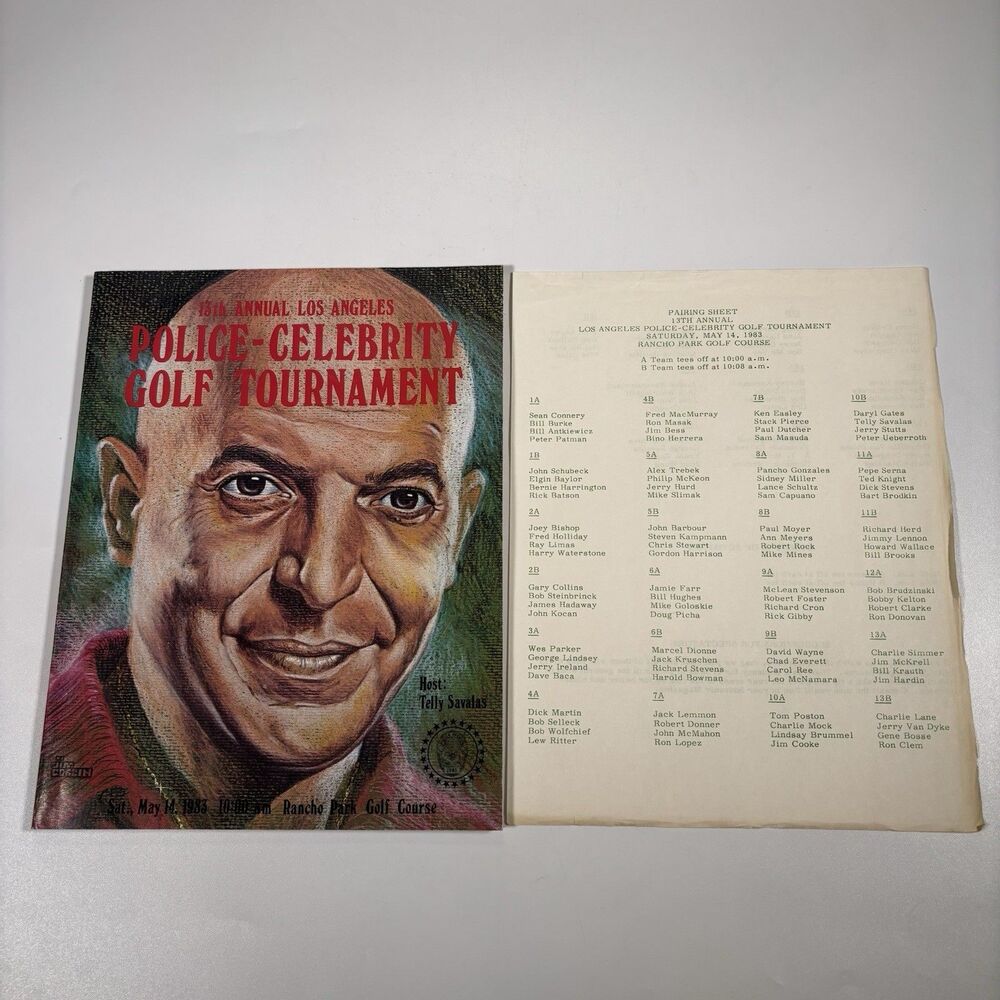 13th ANNUAL LOS ANGELES
POLICE-CELEBRITY
GOLF TOURNAMENT
Host:
Telly Savalas
Sat., May 14, 1983 10:00 am Rancho Park Golf Course
PAIRING SHEET
13TH ANNUAL
LOS ANGELES POLICE-CELEBRITY GOLF TOURNAMENT
SATURDAY, MAY 14, 1983
RANCHO PARK GOLF COURSE
A Team tees off at 10:00 a.m.
B Team tees off at 10:08 a.m.
1A
Sean Connery
Bill Burke
Bill Antkiewicz
Peter Patman
1B
John Schubeck
Elgin Baylor
Bernie Harrington
Rick Batson
2A
Joey Bishop
Fred Holliday
Ray Limas
Harry Waterstone
2B
Gary Collins
Bob Steinbrinck
James Hadaway
John Kocan
3A
Wes Parker
George Lindsey
Jerry Ireland
Dave Baca
4A
Dick Martin
Bob Selleck
Bob Wolfchief
Lew Ritter
4B
Fred MacMurray
Ron Masak
Jim Bess
Bino Herrera
5A
Alex Trebek
Philip McKeon
Jerry Hurd
Mike Slimak
5B
John Barbour
Steven Kampmann
Chris Stewart
Gordon Harrison
6A
Jamie Farr
Bill Hughes
Mike Goloskie
Doug Picha
6B
Marcel Dionne
Jack Kruschen
Richard Stevens
Harold Bowman
7A
Jack Lemmon
Robert Donner
John McMahon
Ron Lopez
7B
Ken Easley
Stack Pierce
Paul Dutcher
Sam Masuda
8A
Pancho Gonzales
Sidney Miller
Lance Schultz
Sam Capuano
8B
Paul Moyer
Ann Meyers
Robert Rock
Mike Mines
9A
McLean Stevenson
Robert Foster
Richard Cron
Rick Gibby
9B
David Wayne
Chad Everett
Carol Ree
Leo McNamara
10A
Tom Poston
Charlie Mock
Lindsay Brummel
Jim Cooke
10B
Daryl Gates
Telly Savalas
Jerry Stutts
Peter Ueberroth
11A
Pepe Serna
Ted Knight
Dick Stevens
Bart Brodkin
11B
Richard Herd
Jimmy Lennon
Howard Wallace
Bill Brooks
12A
Bob Brudzinski
Bobby Kelton
Robert Clarke
Ron Donovan
13A
Charlie Simmer
Jim McKrell
Bill Krauth
Jim Hardin
13B
Charlie Lane
Jerry Van Dyke
Gene Bosse
Ron Clem